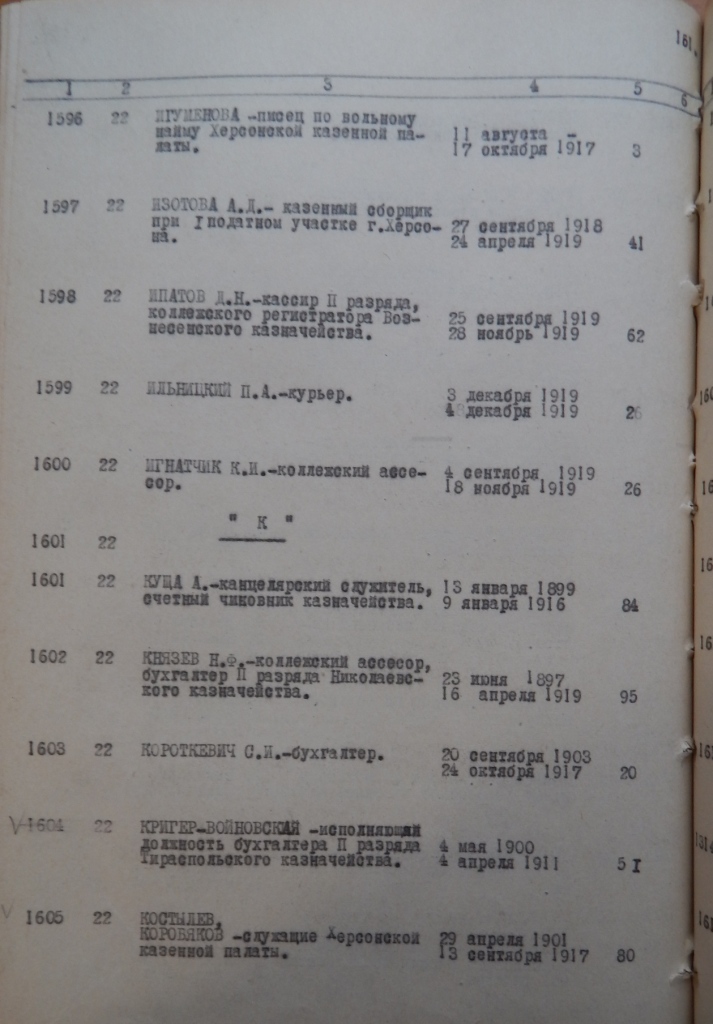 161.
1 2 3 4 5 6
1596 22 ИГУМЕНОВА -писец по вольному
найму Херсонской казенной па- 11 августа -
латы. 17 октября 1917 3
1597 22 ИЗОТОВА А.Д.- казенный сборщик
при I податном участке г.Херсо- 27 сентября 1918
на. 24 апреля 1919 41
1598 22 ИПАТОВ Д.Н.-кассир II разряда,
коллежского регистратора Воз- 25 сентября 1919
несенского казначейства. 28 ноябрь 1919 62
1599 22 ИЛЬНИЦКИЙ П.А.-курьер. 3 декабря 1919
4 декабря 1919 26
1600 22 ИГНАТЧИК К.И.-коллежский ассе- 4 сентября 1919
сор. 18 ноября 1919 26
" К "
1601 22
1601 22 КУЦА А.-канцелярский служитель, 13 января 1899
счетный чиновник казначейства. 9 января 1916 84
1602 22 КНЯЗЕВ Н.Ф.-коллежский ассесор,
бухгалтер II разряда Николаевс- 23 июня 1897
кого казначейства. 16 апреля 1919 95
1603 22 КОРОТКЕВИЧ С.И.-бухгалтер. 20 сентября 1903
24 октября 1917 20
V 1604 22 КРИГЕР-ВОЙНОВСКАЙ -исполняющий
должность бухгалтера II разряда 4 мая 1900
Тираспольского казначейства. 4 апреля 1911 5I
V 1605 22 КОСТЫЛЕВ,
КОРОБЯКОВ -служащие Херсонской 29 апреля 1901
казенной палаты. 13 сентября 1917 80